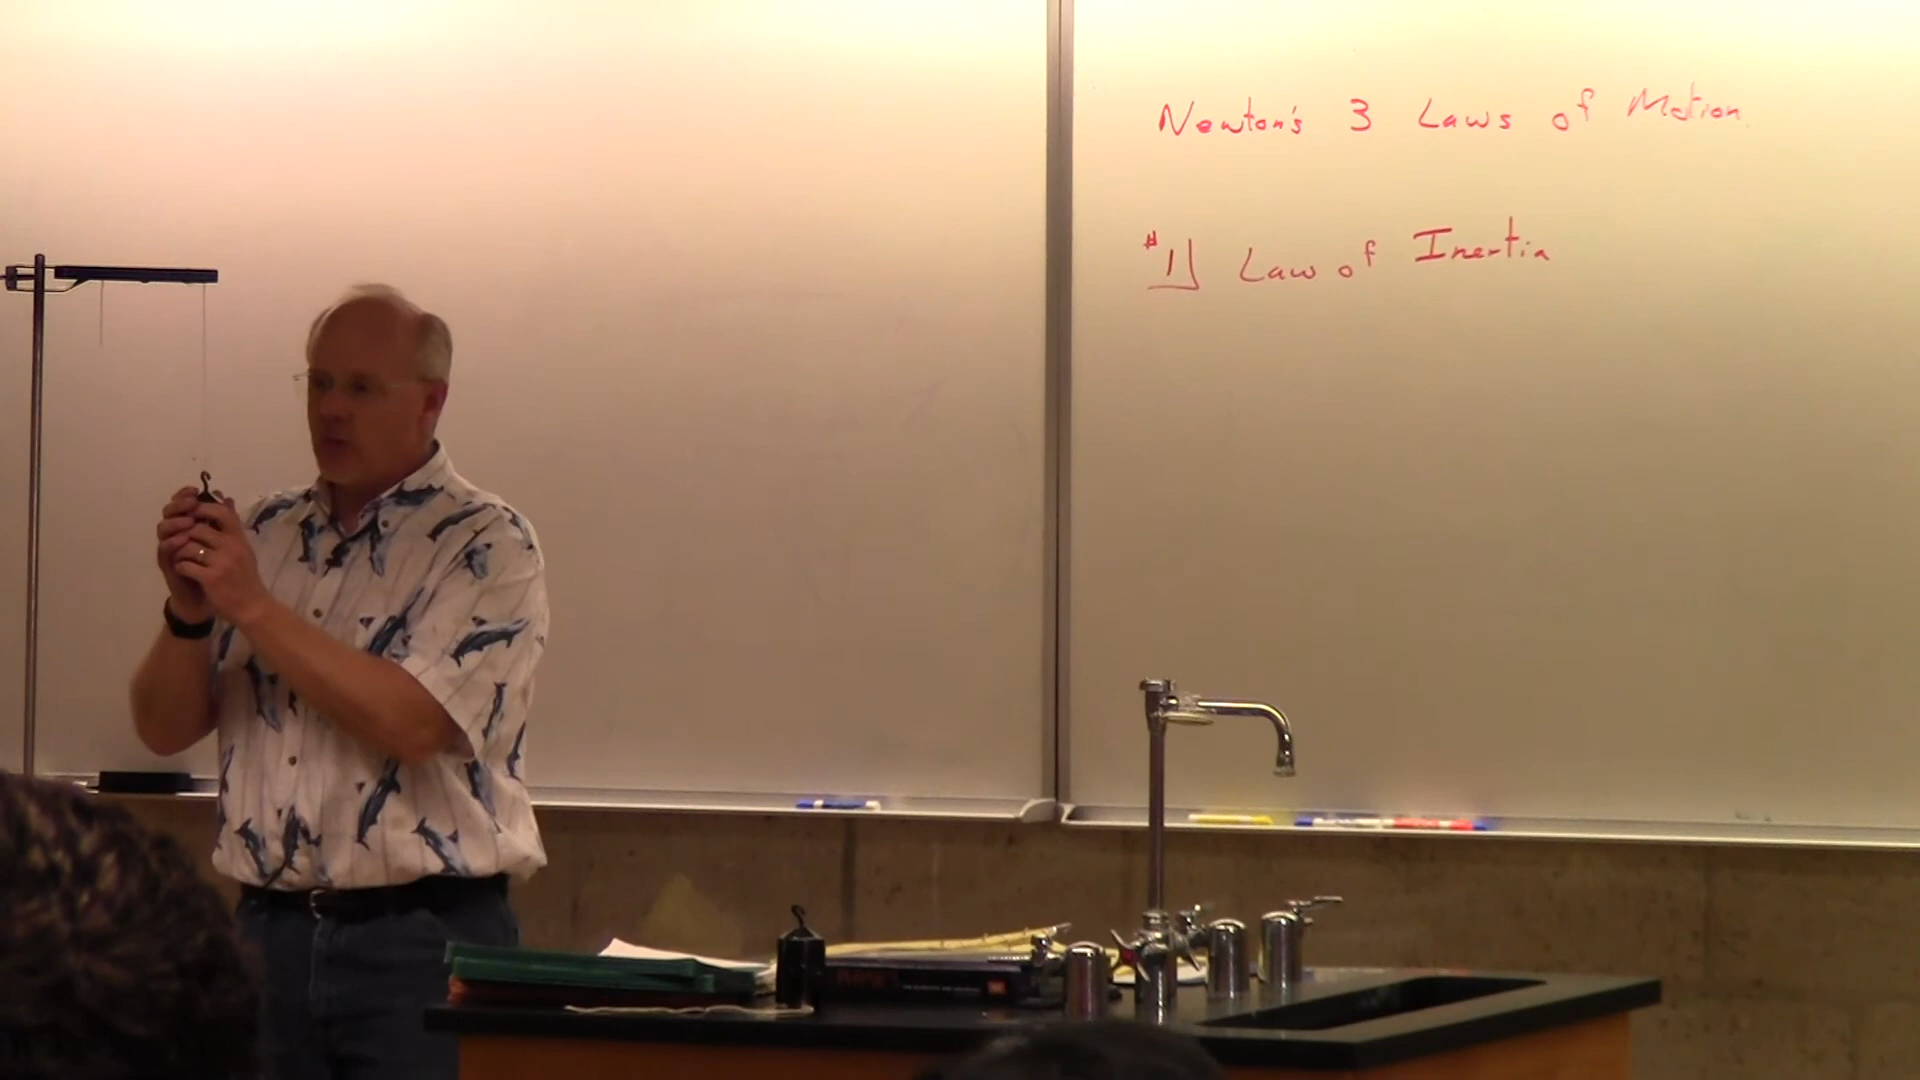 Newton's 3 Laws of Motion
#1] Law of Inertia